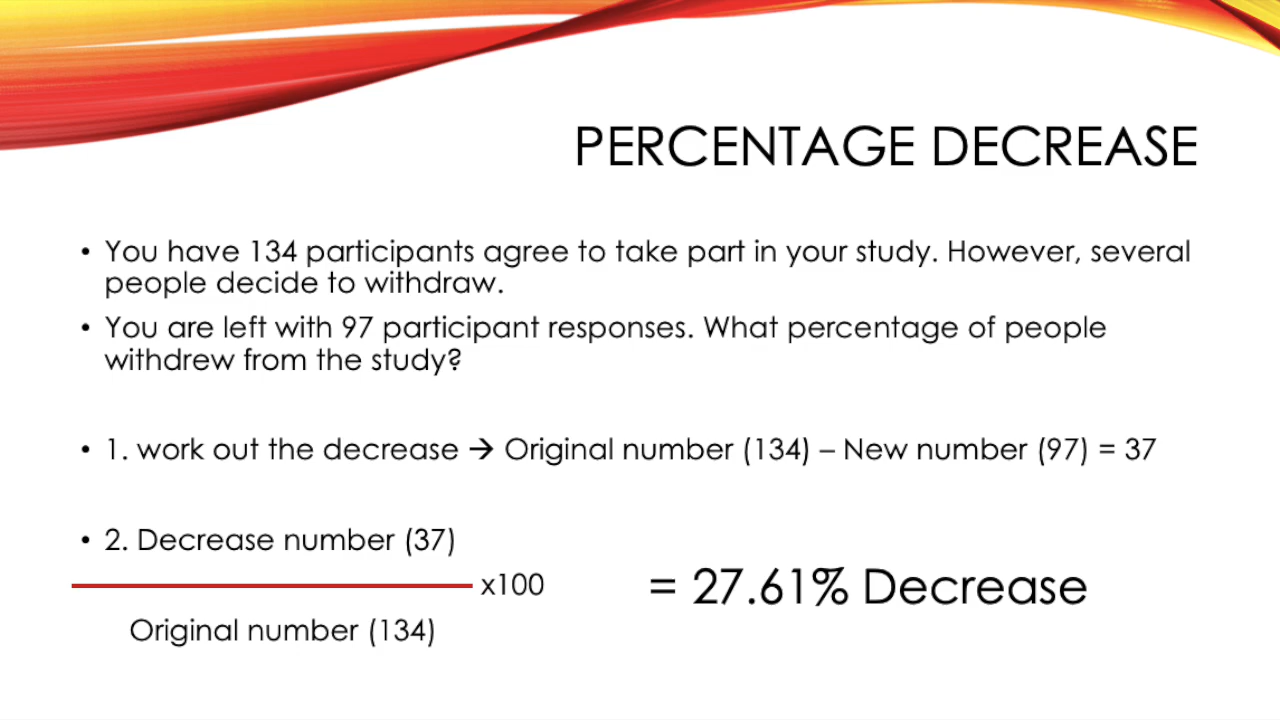 PERCENTAGE DECREASE
• You have 134 participants agree to take part in your study. However, several
people decide to withdraw.
• You are left with 97 participant responses. What percentage of people
withdrew from the study?
• 1. work out the decrease → Original number (134) – New number (97) = 37
• 2. Decrease number (37)
x100
= 27.61% Decrease
Original number (134)